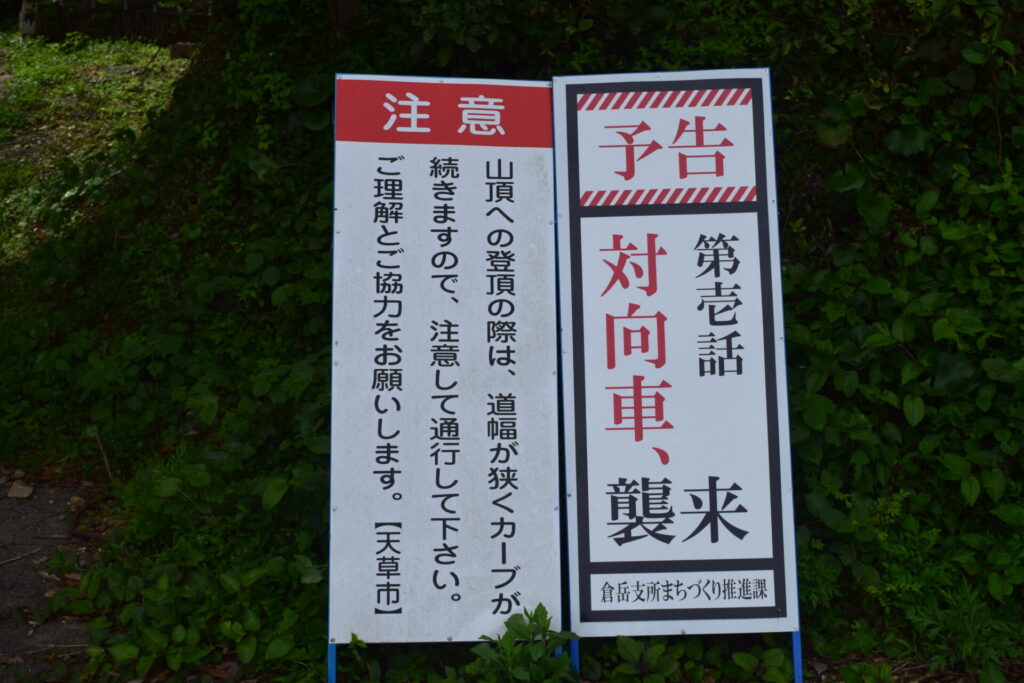 注意
山頂への登頂の際は、道幅が狭くカーブが
続きますので、注意して通行して下さい。
ご理解とご協力をお願いします。【天草市】
予告
第壱話
対向車、
襲来
倉岳支所まちづくり推進課